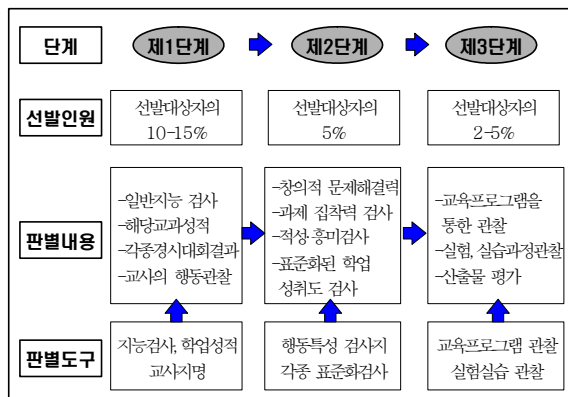 단계 제1단계 제2단계 제3단계
선발인원
선발대상자의
10-15%
선발대상자의
5%
선발대상자의
2-5%
판별내용
-일반지능 검사
-해당교과성적
-각종경시대회결과
-교사의 행동관찰
-창의적 문제해결력
-과제 집착력 검사
-적성·흥미검사
-표준화된 학업
성취도 검사
-교육프로그램을
통한 관찰
-실험, 실습과정관찰
-산출물 평가
판별도구
지능검사, 학업성적
교사지명
행동특성 검사지
각종 표준화검사
교육프로그램 관찰
실험실습 관찰